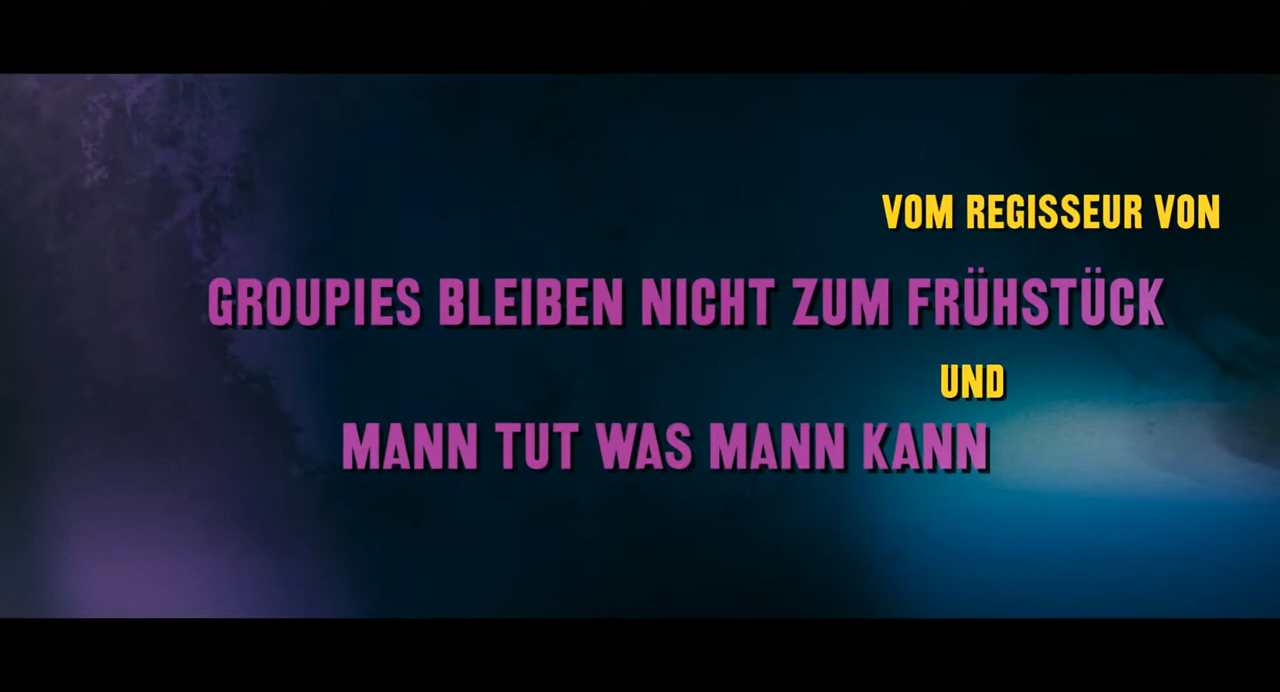 VOM REGISSEUR VON
GROUPIES BLEIBEN NICHT ZUM FRÜHSTÜCK
UND
MANN TUT WAS MANN KANN